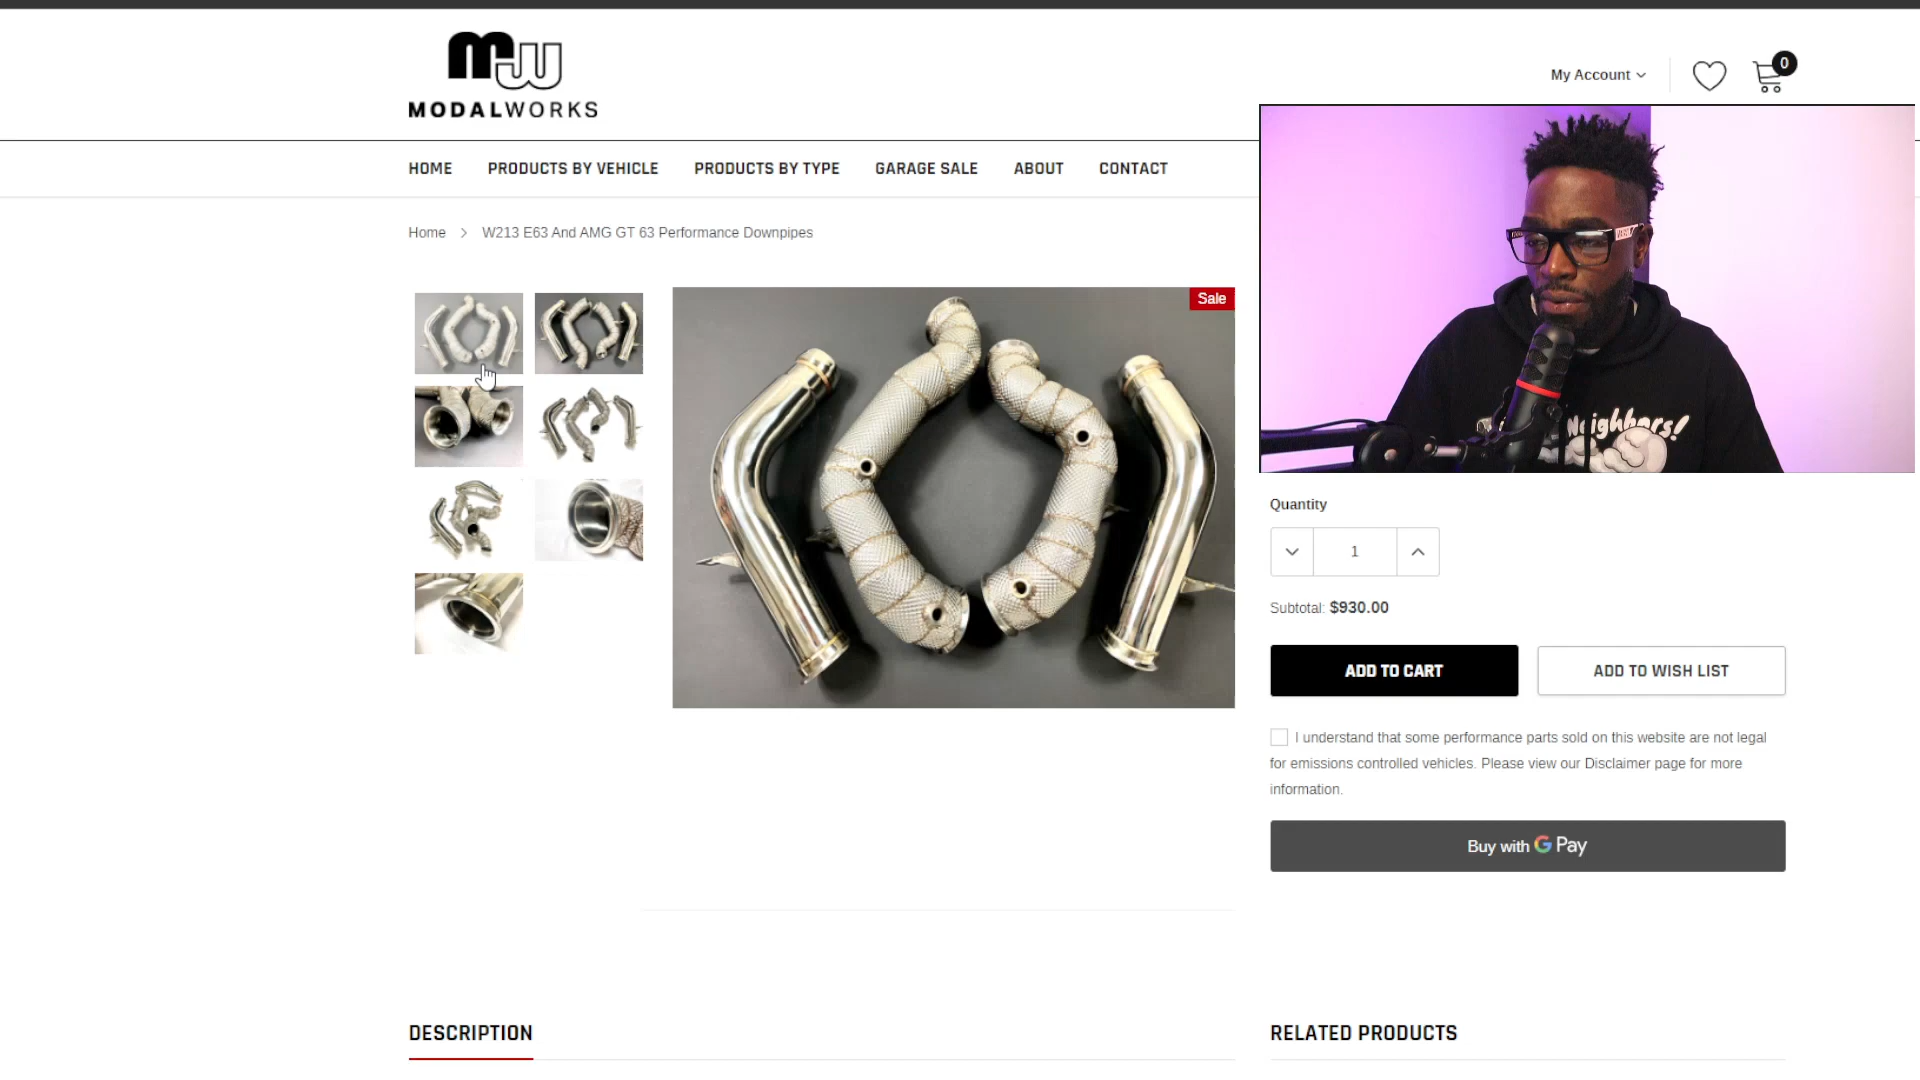 MW
MODALWORKS
My Account
0
HOME PRODUCTS BY VEHICLE PRODUCTS BY TYPE GARAGE SALE ABOUT CONTACT
Home > W213 E63 And AMG GT 63 Performance Downpipes
Sale
Neighbors!
Quantity
1
Subtotal: $930.00
ADD TO CART
ADD TO WISH LIST
I understand that some performance parts sold on this website are not legal
for emissions controlled vehicles. Please view our Disclaimer page for more
information.
Buy with G Pay
DESCRIPTION
RELATED PRODUCTS